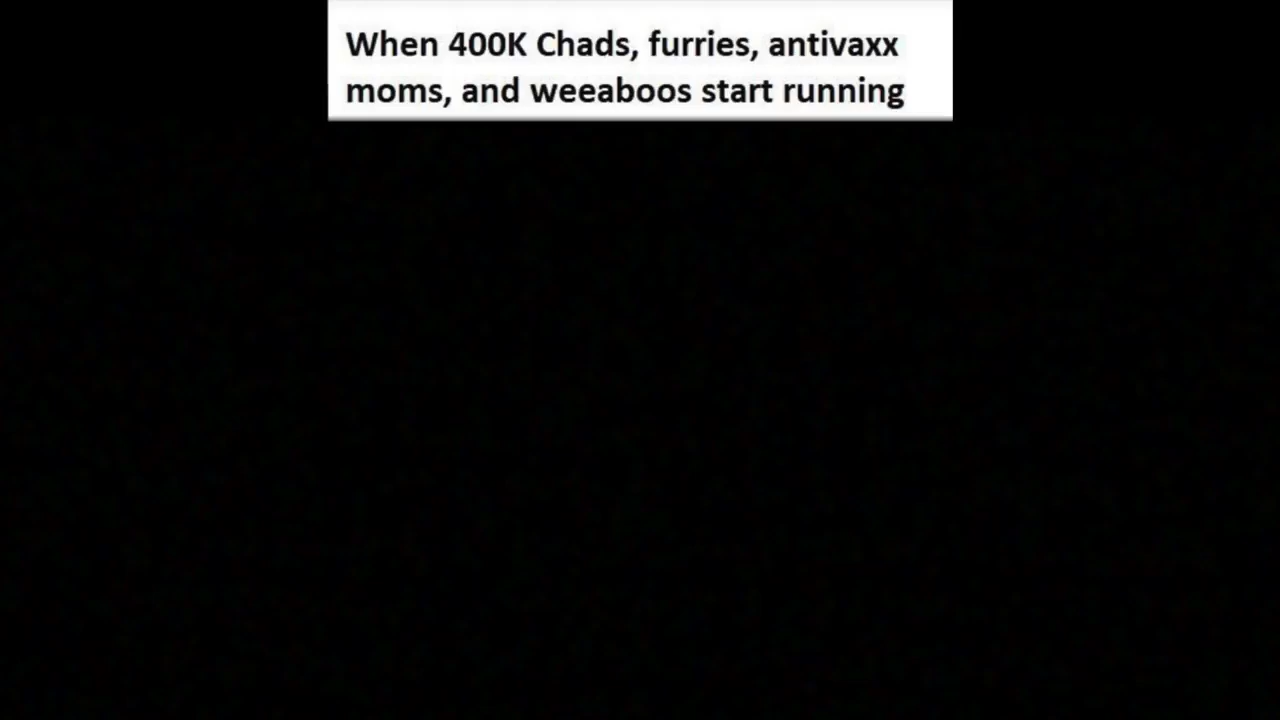 When 400K Chads, furries, antivaxx
moms, and weeaboos start running